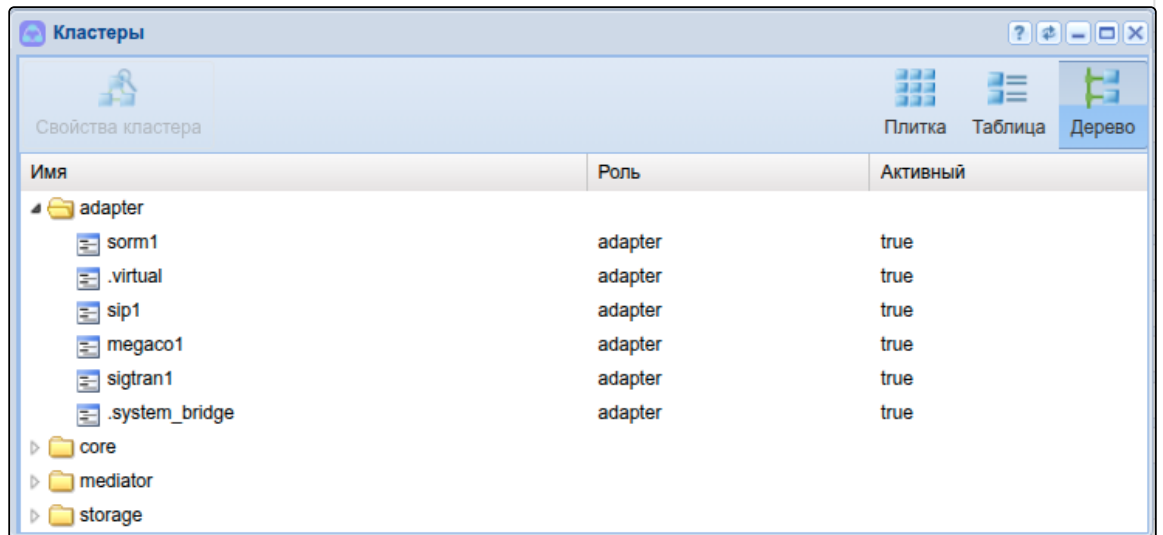 Кластеры
Свойства кластера
Плитка Таблица Дерево
Имя Роль Активный
adapter
sorm1 adapter true
.virtual adapter true
sip1 adapter true
megaco1 adapter true
sigtran1 adapter true
.system_bridge adapter true
core
mediator
storage